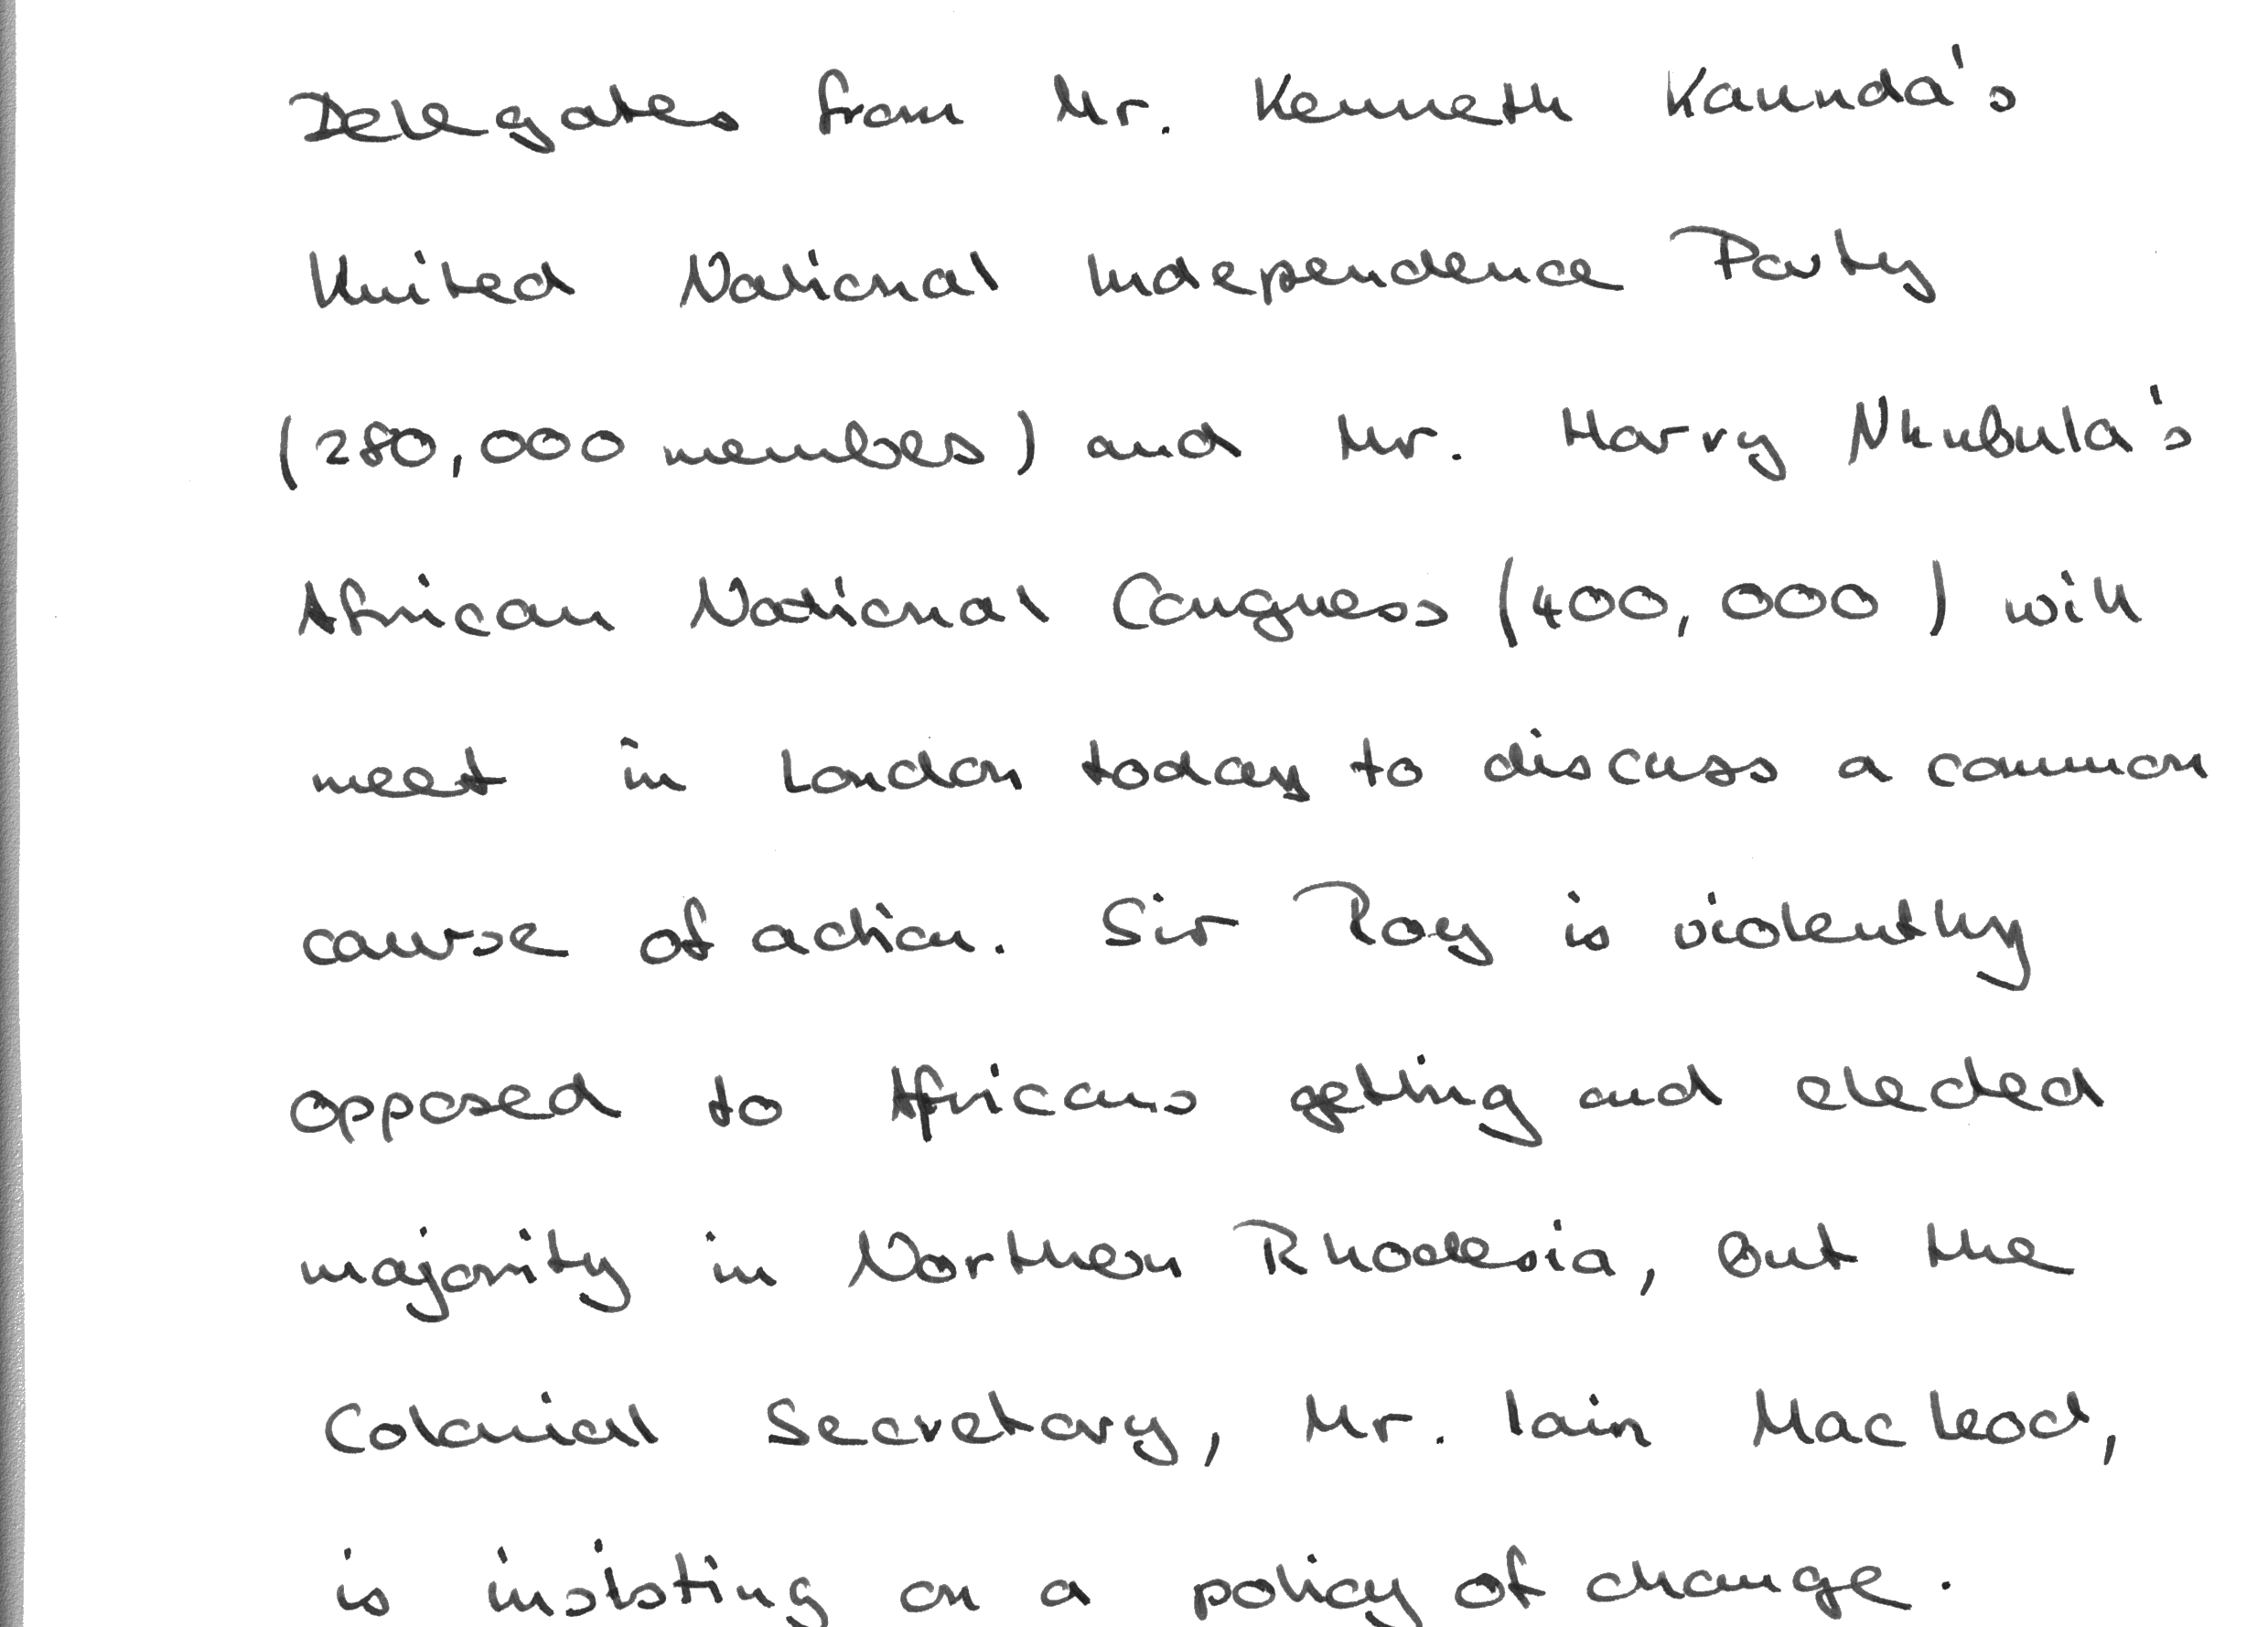 Delegates from Mr. Kenneth Kaunda's
United National Independence Party
(280,000 members) and Mr. Harry Nkubula's
African National Congress (400,000) will
meet in London today to discuss a common
course of action. Sir Roy is violently
opposed to Africans getting and elected
majority in Northern Rhodesia, but the
Colonial Secretary, Mr. Iain Macleod,
is insisting on a policy of change.